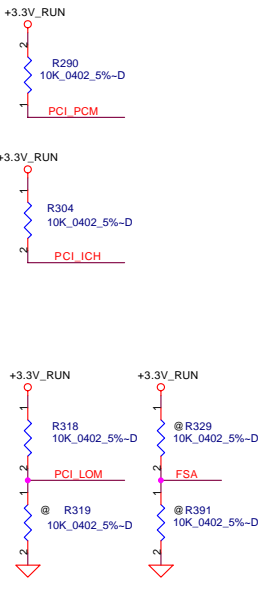 +3.3V_RUN
2
R290
10K_0402_5%~D
1
PCI_PCM
+3.3V_RUN
1
R304
10K_0402_5%~D
2
PCI_ICH
+3.3V_RUN
+3.3V_RUN
1
1
R318
@R329
10K_0402_5%~D
10K_0402_5%~D
2
2
PCI_LOM
FSA
1
1
@ R319
@R391
10K_0402_5%~D
10K_0402_5%~D
2
2